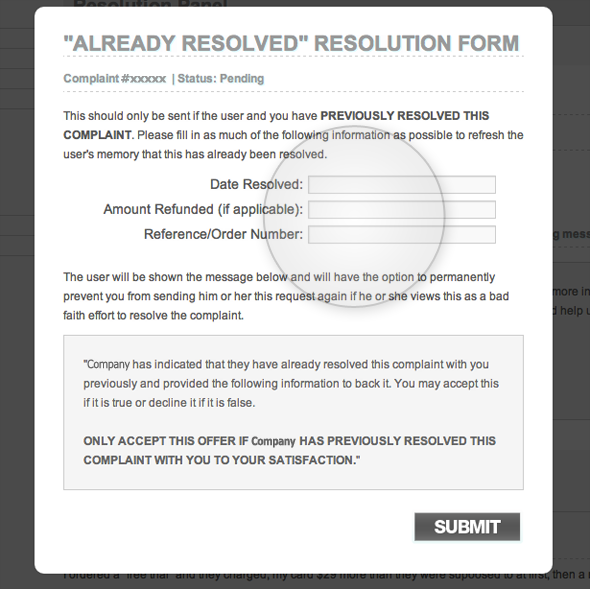 Resolution Panel
"ALREADY RESOLVED" RESOLUTION FORM
Complaint #xxxxx | Status: Pending
This should only be sent if the user and you have PREVIOUSLY RESOLVED THIS
COMPLAINT. Please fill in as much of the following information as possible to refresh the
user's memory that this has already been resolved.
Date Resolved:
Amount Refunded (if applicable):
Reference/Order Number:
g mess
The user will be shown the message below and will have the option to permanently
prevent you from sending him or her this request again if he or she views this as a bad
more in
faith effort to resolve the complaint.
d help u
"Company has indicated that they have already resolved this complaint with you
previously and provided the following information to back it. You may accept this
if it is true or decline it if it is false.
ONLY ACCEPT THIS OFFER IF Company HAS PREVIOUSLY RESOLVED THIS
COMPLAINT WITH YOU TO YOUR SATISFACTION."
SUBMIT
I ordered a "free trial" and they charged, my card $29 more than they were supposed to at first, then a